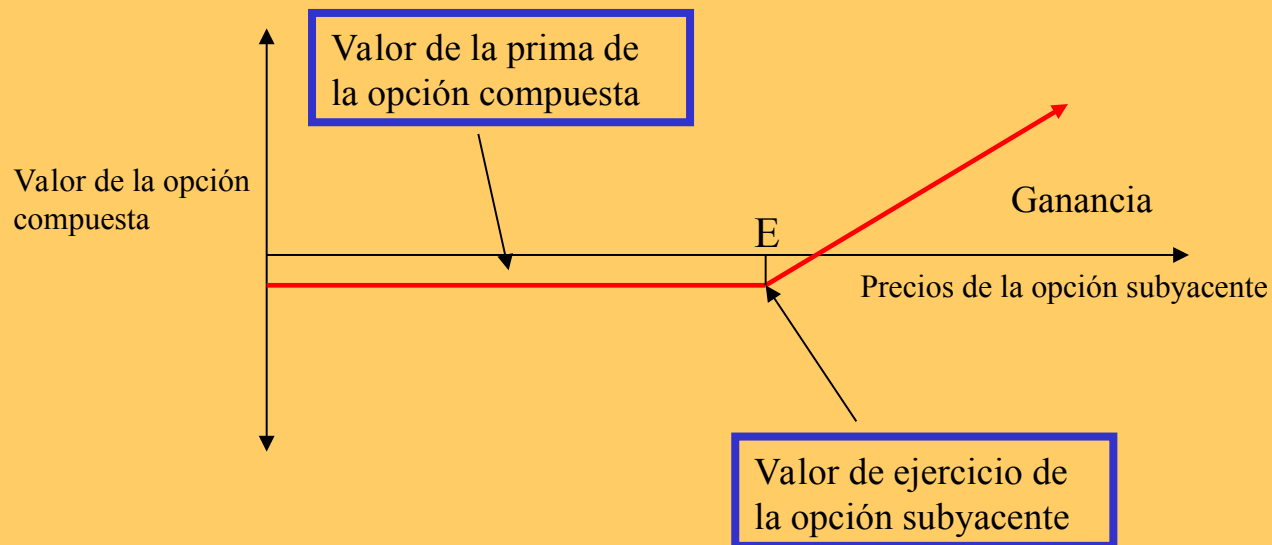 Valor de la prima de
la opción compuesta
Valor de la opción
compuesta
Ganancia
E
Precios de la opción subyacente
Valor de ejercicio de
la opción subyacente